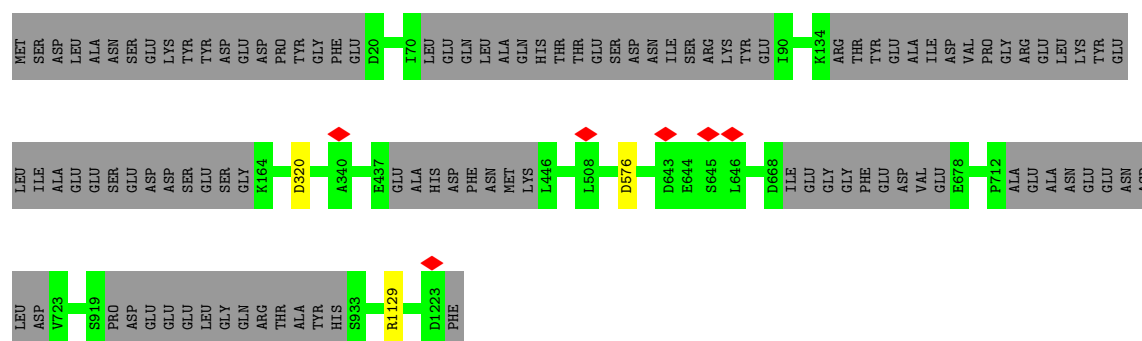 MET SER ASP LEU ALA ASN SER GLU LYS TYR TYR ASP GLU ASP PRO TYR GLY PHE GLU D20 I70 LEU GLU GLN LEU ALA GLN HIS THR THR GLU SER ASP ASN ILE SER ARG LYS TYR GLU I90 K134 ARG THR TYR GLU ALA ILE ASP VAL PRO GLY ARG GLU LEU LYS TYR GLU
LEU ILE ALA GLU GLU SER GLU ASP ASP SER GLU SER GLY K164 D320 A340 E437 GLU ALA HIS ASP PHE ASN MET LYS L446 L508 D576 D643 E644 S645 L646 D668 ILE GLU GLY GLY PHE GLU ASP VAL GLU E678 P712 ALA GLU ALA ASN GLU GLU ASN ASP
LEU ASP V723 S919 PRO ASP GLU GLU GLU LEU GLY GLN ARG THR ALA TYR HIS S933 R1129 D1223 PHE